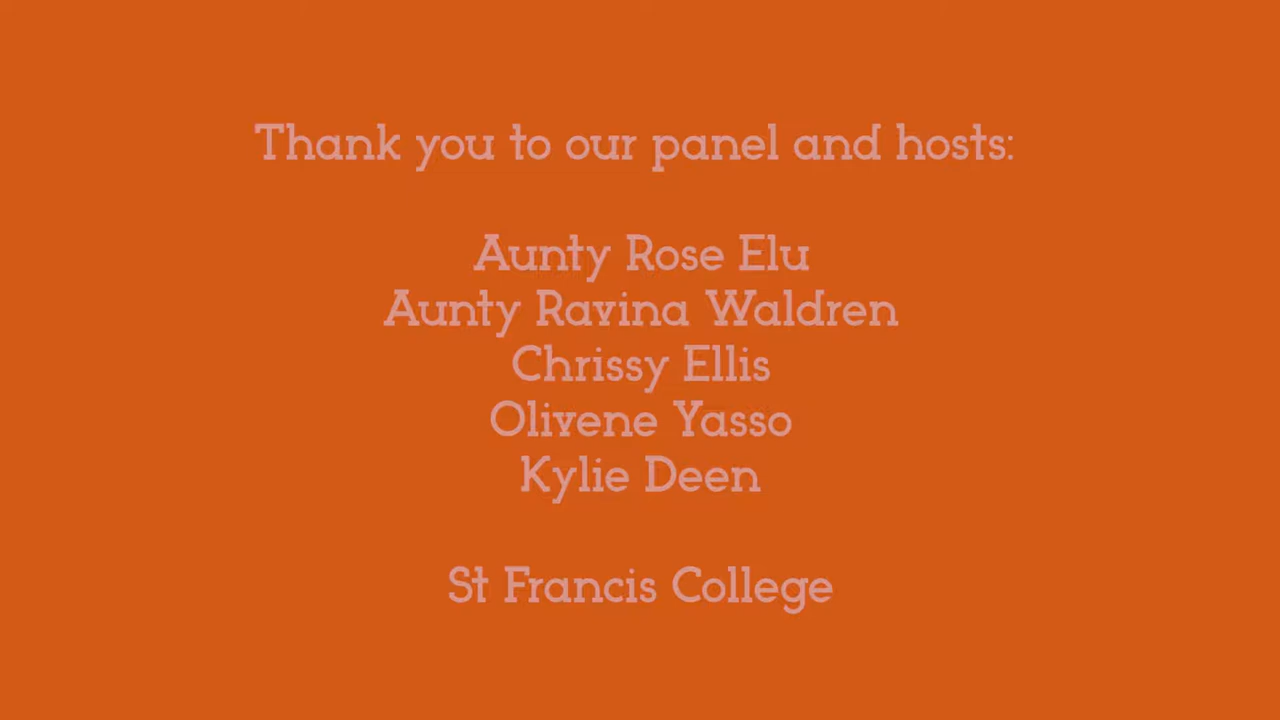 Thank you to our panel and hosts:
Aunty Rose Elu
Aunty Ravina Waldren
Chrissy Ellis
Olivene Yasso
Kylie Deen
St Francis College